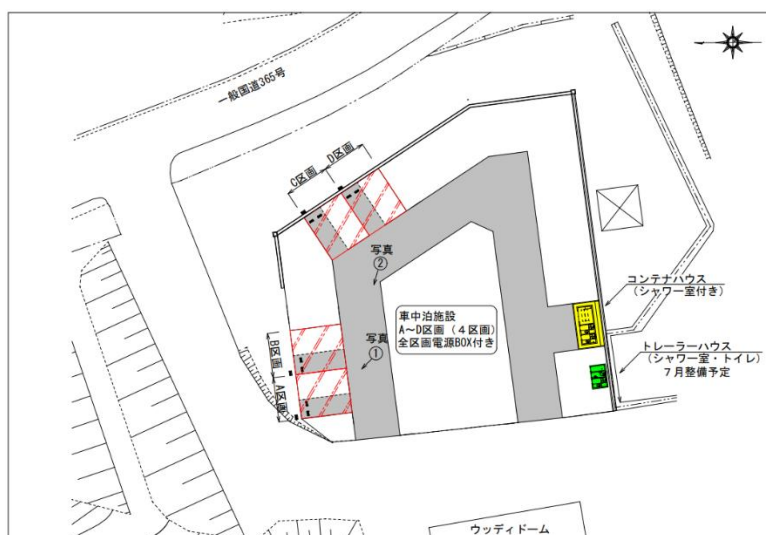 一般国道365号
D区画
C区画
写真
②
コンテナハウス
（シャワー室付き）
車中泊施設
A～D区画（４区画）
全区画電源BOX付き
B区画
写真
①
トレーラーハウス
（シャワー室・トイレ）
７月整備予定
A区画
ウッディドーム